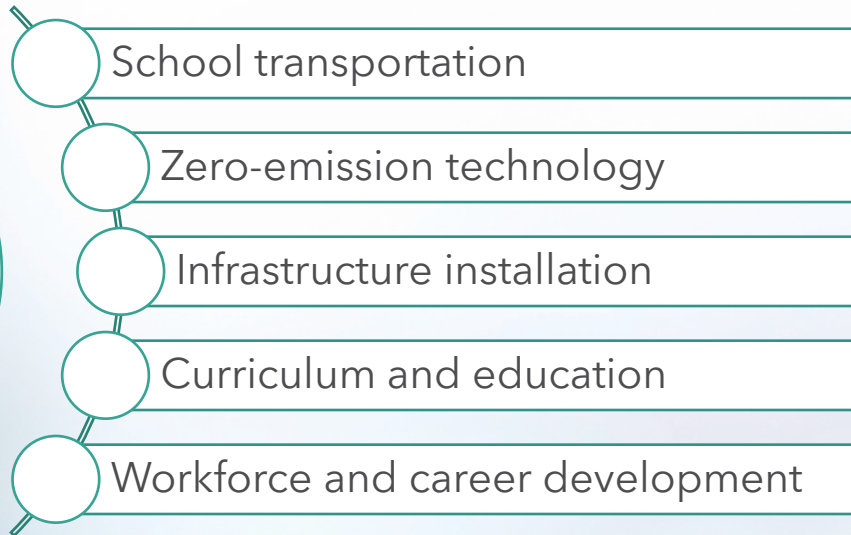 School transportation
Zero-emission technology
Infrastructure installation
Curriculum and education
Workforce and career development